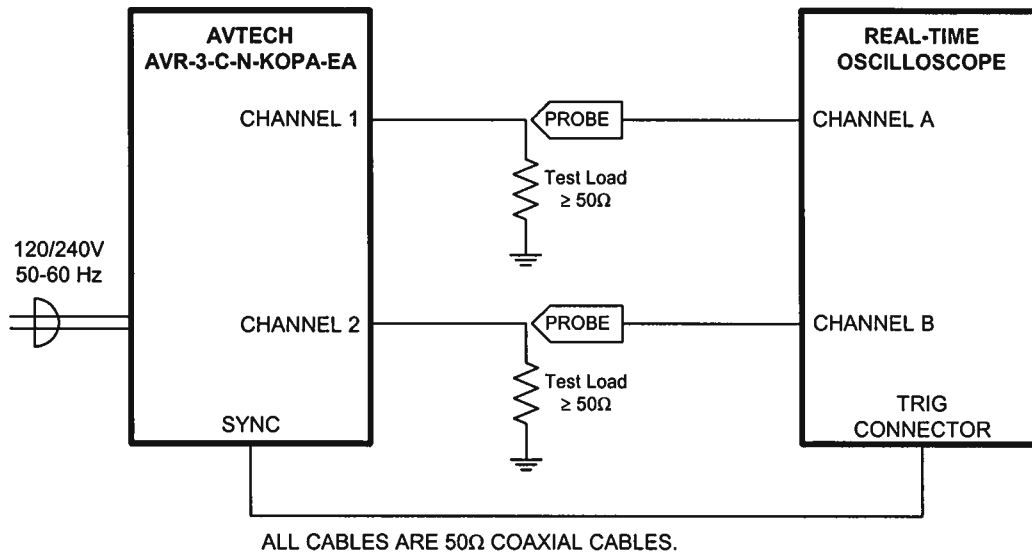 AVTECH
AVR-3-C-N-KOPA-EA
REAL-TIME
OSCILLOSCOPE
CHANNEL 1
PROBE
CHANNEL A
Test Load
≥ 50Ω
120/240V
50-60 Hz
CHANNEL 2
PROBE
CHANNEL B
Test Load
≥ 50Ω
SYNC
TRIG
CONNECTOR
ALL CABLES ARE 50Ω COAXIAL CABLES.